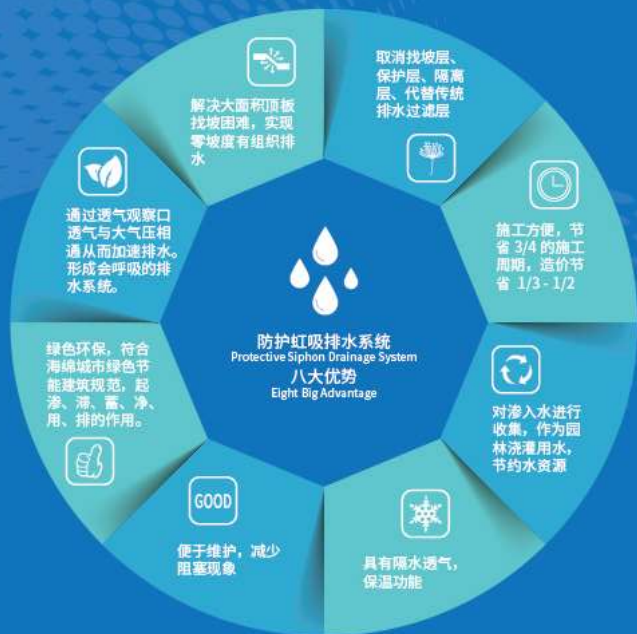 防护虹吸排水系统
Protective Siphon Drainage System
八大优势
Eight Big Advantage
取消找坡层、
保护层、隔离
层、代替传统
排水过滤层
施工方便，节
省 3/4 的施工
周期，造价节
省 1/3 - 1/2
对渗入水进行
收集，作为园
林浇灌用水，
节约水资源
具有隔水透气，
保温功能
GOOD
便于维护，减少
阻塞现象
绿色环保，符合
海绵城市绿色节
能建筑规范，起
渗、滞、蓄、净、
用、排的作用。
通过透气观察口
透气与大气压相
通从而加速排水。
形成会呼吸的排
水系统。
解决大面积顶板
找坡困难，实现
零坡度有组织排
水